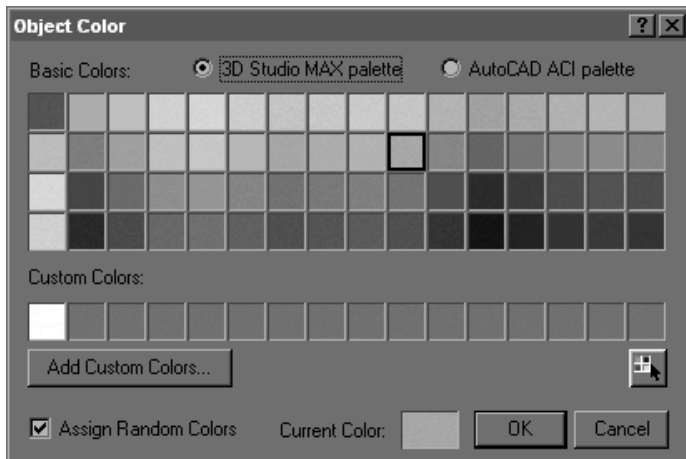 Object Color
Basic Colors: 3D Studio MAX palette AutoCAD ACI palette
Custom Colors:
Add Custom Colors...
Assign Random Colors Current Color: OK Cancel